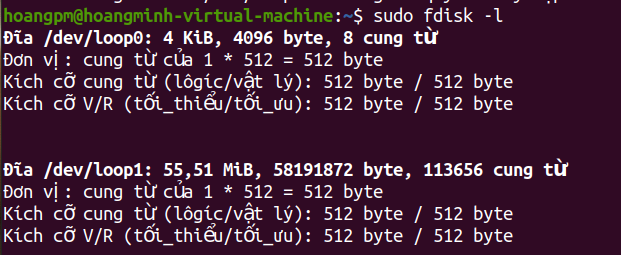 hoangpm@hoangminh-virtual-machine:~$ sudo fdisk -l
Đĩa /dev/loop0: 4 KiB, 4096 byte, 8 cung từ
Đơn vị: cung từ của 1 * 512 = 512 byte
Kích cỡ cung từ (lôgíc/vật lý): 512 byte / 512 byte
Kích cỡ V/R (tối_thiểu/tối_ưu): 512 byte / 512 byte
Đĩa /dev/loop1: 55,51 MiB, 58191872 byte, 113656 cung từ
Đơn vị: cung từ của 1 * 512 = 512 byte
Kích cỡ cung từ (lôgíc/vật lý): 512 byte / 512 byte
Kích cỡ V/R (tối_thiểu/tối_ưu): 512 byte / 512 byte